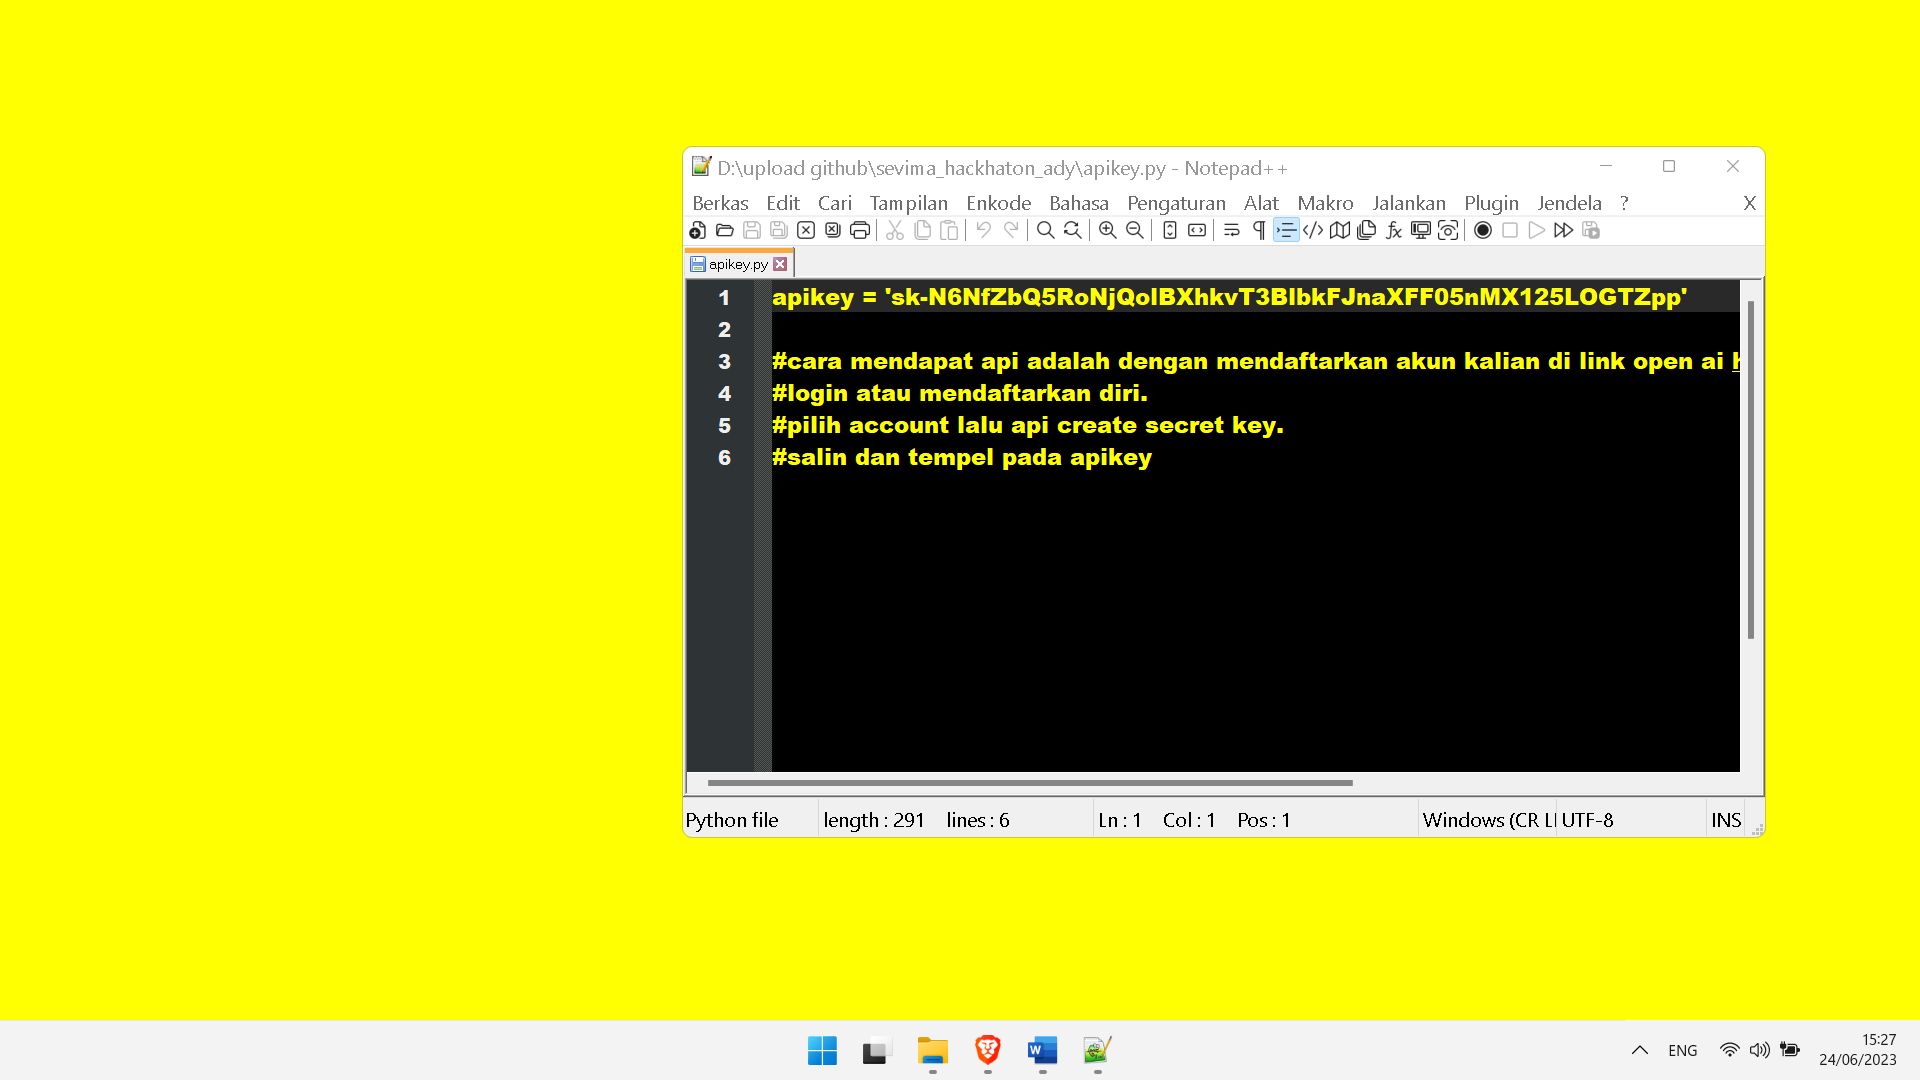 D:\upload github\sevima_hackhaton_ady\apikey.py - Notepad++
Berkas Edit Cari Tampilan Enkode Bahasa Pengaturan Alat Makro Jalankan Plugin Jendela ? X
apikey.py
1 apikey =
2
3 #cara mendapat api adalah dengan mendaftarkan akun kalian di link open ai
4 #login atau mendaftarkan diri.
5 #pilih account lalu api create secret key.
6 #salin dan tempel pada apikey
Python file length : 291 lines : 6 Ln : 1 Col : 1 Pos : 1 Windows (CR UTF-8 INS
ENG 15:27
24/06/2023